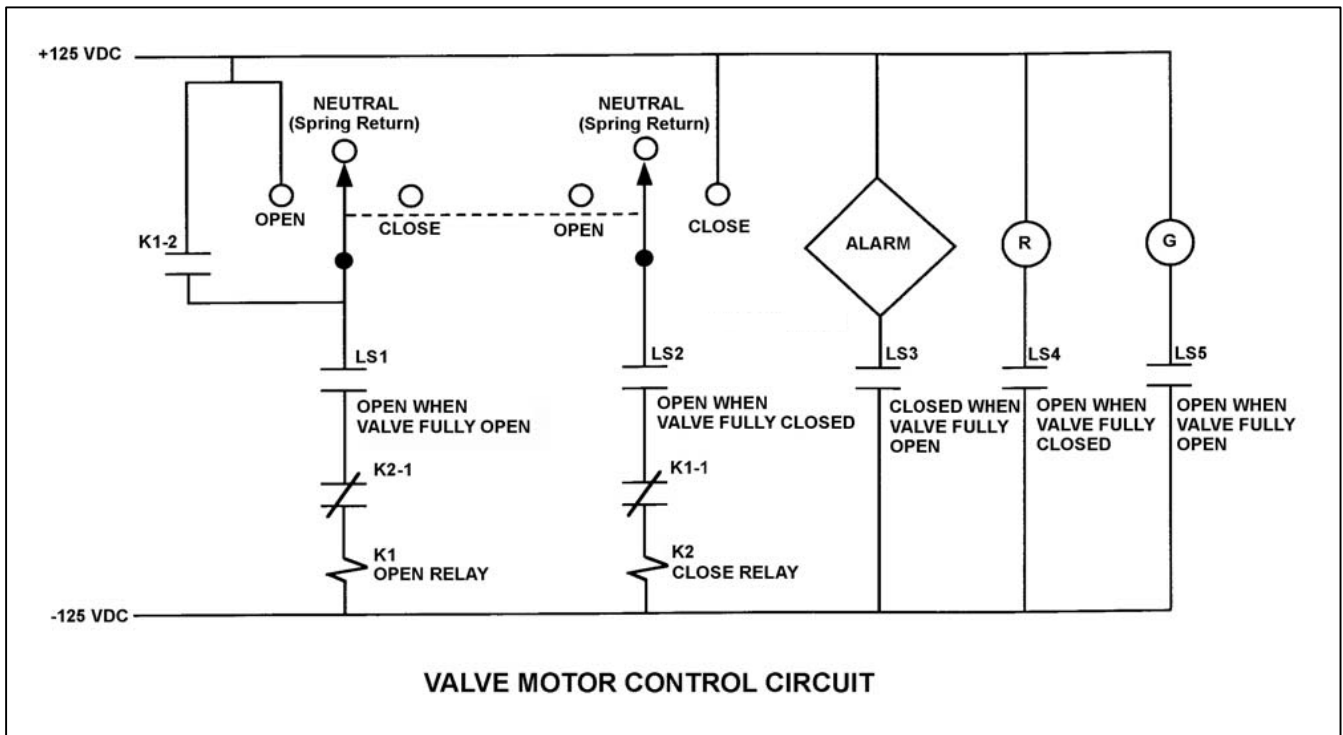 +125 VDC
NEUTRAL
(Spring Return)
NEUTRAL
(Spring Return)
OPEN
CLOSE
OPEN
CLOSE
K1-2
ALARM
R
G
LS1
OPEN WHEN
VALVE FULLY OPEN
LS2
OPEN WHEN
VALVE FULLY CLOSED
LS3
CLOSED WHEN
VALVE FULLY
OPEN
LS4
OPEN WHEN
VALVE FULLY
CLOSED
LS5
OPEN WHEN
VALVE FULLY
OPEN
K2-1
K1-1
K1
OPEN RELAY
K2
CLOSE RELAY
-125 VDC
VALVE MOTOR CONTROL CIRCUIT